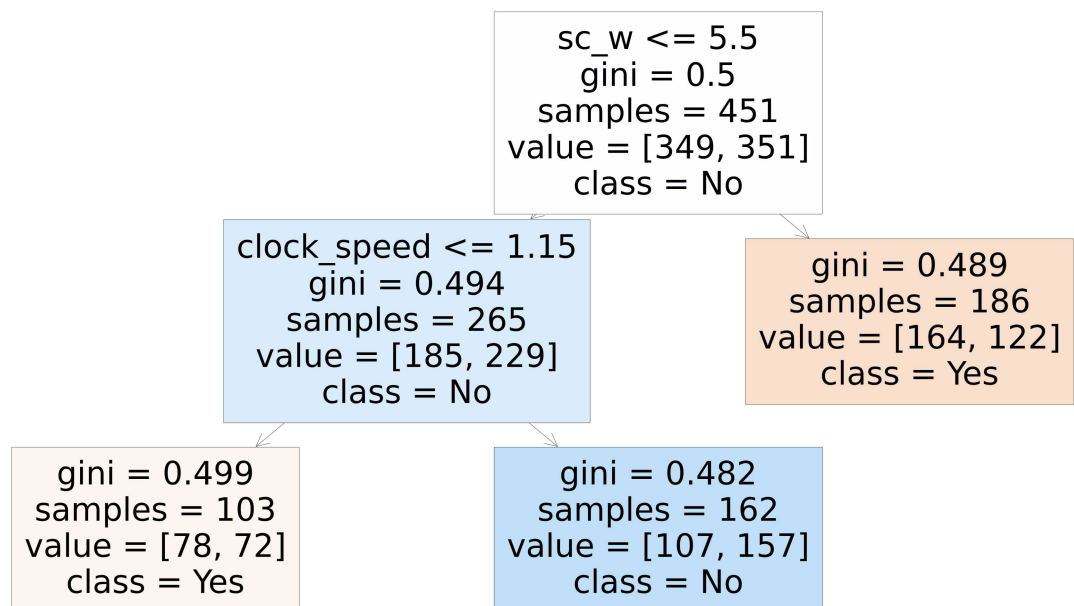 sc_w <= 5.5
gini = 0.5
samples = 451
value = [349, 351]
class = No
clock_speed <= 1.15
gini = 0.494
samples = 265
value = [185, 229]
class = No
gini = 0.489
samples = 186
value = [164, 122]
class = Yes
gini = 0.499
samples = 103
value = [78, 72]
class = Yes
gini = 0.482
samples = 162
value = [107, 157]
class = No